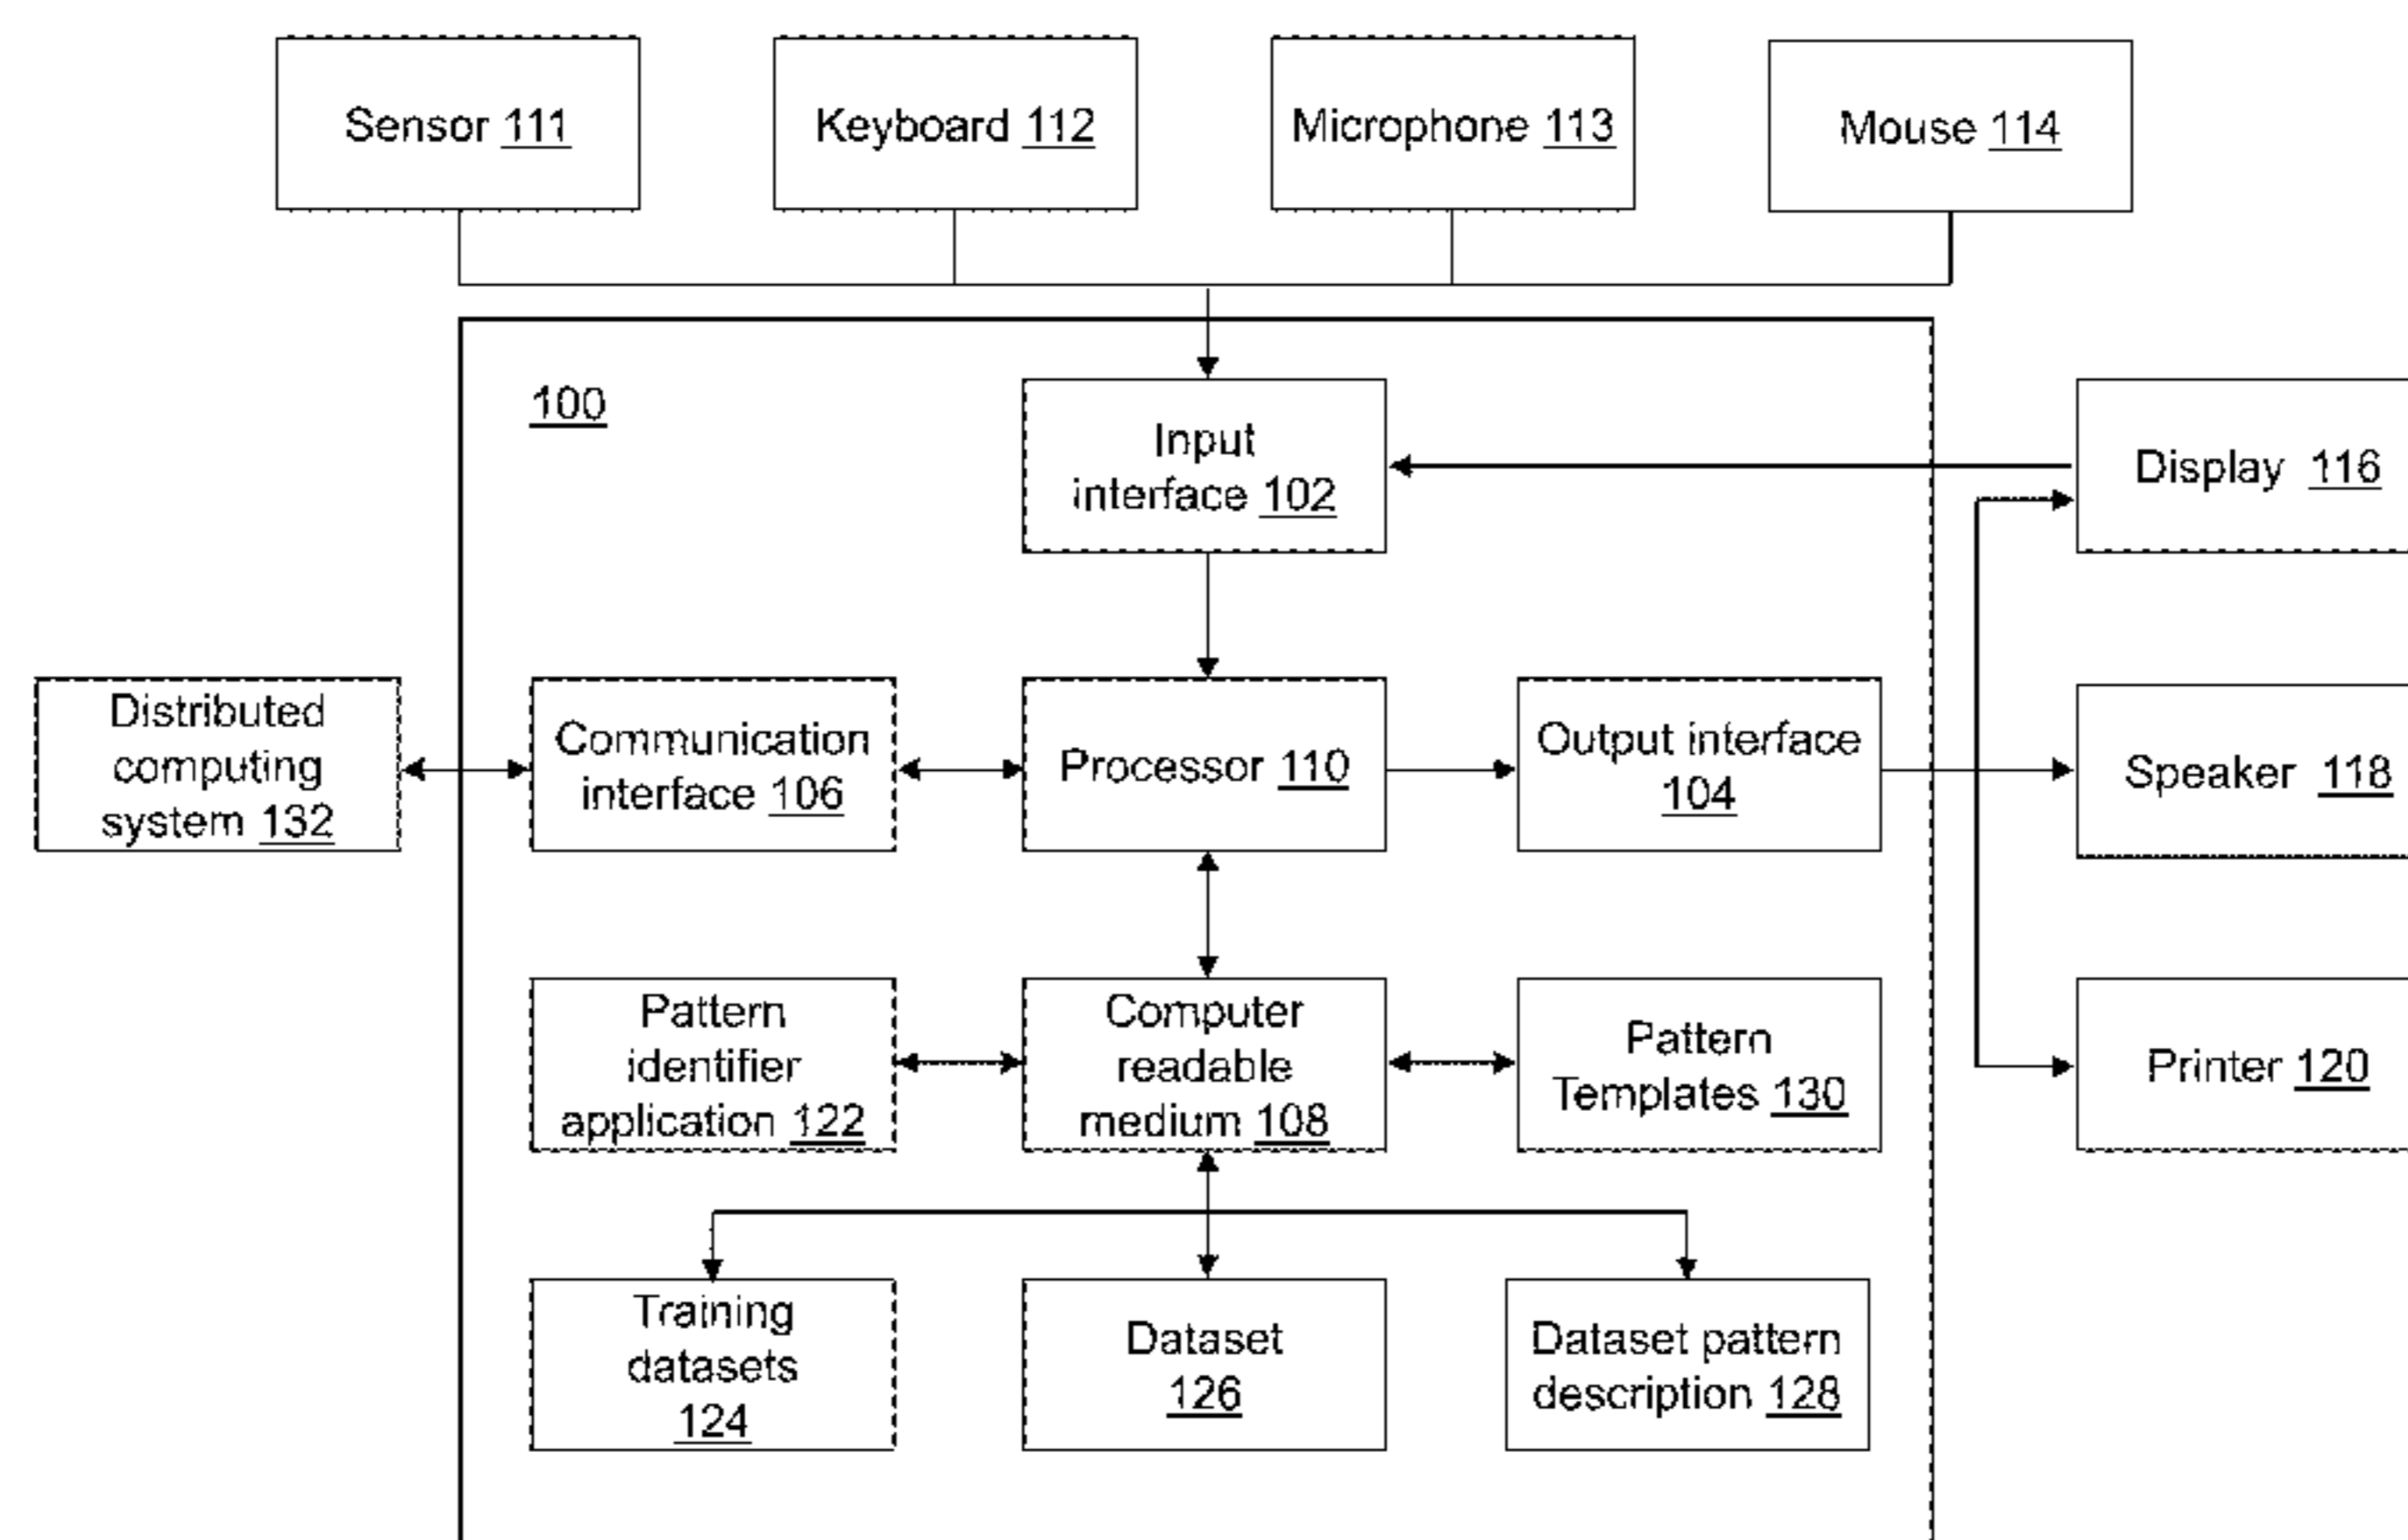 Sensor 111
Keyboard 112
Microphone 113
Mouse 114
100
Input
interface 102
Display 116
Distributed
computing
system 132
Communication
interface 106
Processor 110
Output interface
104
Speaker 118
Pattern
identifier
application 122
Computer
readable
medium 108
Pattern
Templates 130
Printer 120
Training
datasets
124
Dataset
126
Dataset pattern
description 128